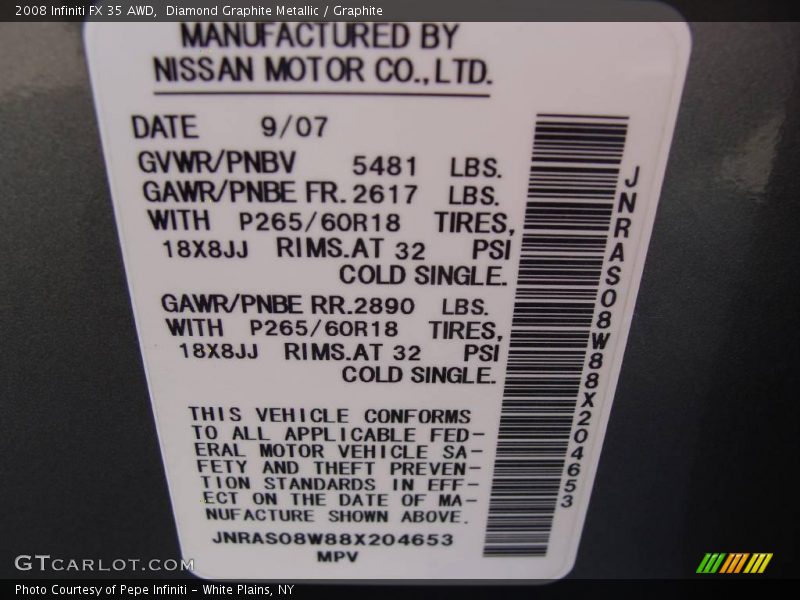 2008 Infiniti FX 35 AWD,  Diamond Graphite Metallic / Graphite
MANUFACTURED BY
NISSAN MOTOR CO.,LTD.
DATE 9/07
GVWR/PNBV 5481 LBS.
GAWR/PNBE FR. 2617 LBS.
WITH P265/60R18 TIRES,
18X8JJ RIMS.AT 32 PSI
COLD SINGLE.
GAWR/PNBE RR.2890 LBS.
WITH P265/60R18 TIRES,
18X8JJ RIMS.AT 32 PSI
COLD SINGLE.
THIS VEHICLE CONFORMS
TO ALL APPLICABLE FED-
ERAL MOTOR VEHICLE SA-
FETY AND THEFT PREVEN-
TION STANDARDS IN EFF-
ECT ON THE DATE OF MA-
NUFACTURE SHOWN ABOVE.
JNRAS08W88X204653
MPV
JNRAS08W88X204653
GTCARLOT.COM
Photo Courtesy of Pepe Infiniti - White Plains, NY